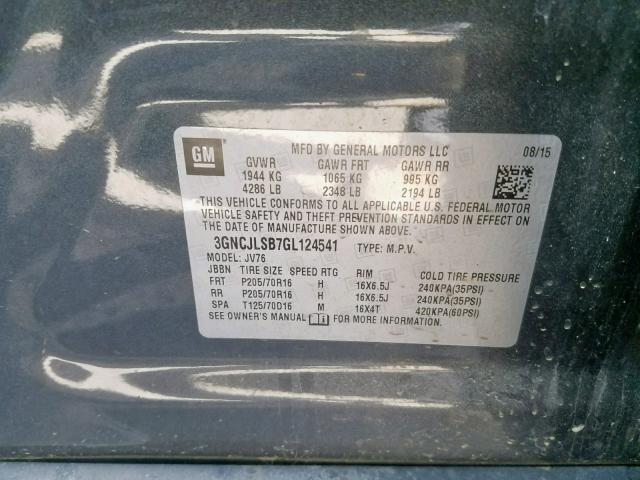 GM
MFD BY GENERAL MOTORS LLC 08/15
GVWR GAWR FRT GAWR RR
1944 KG 1065 KG 995 KG
4286 LB 2348 LB 2194 LB
THIS VEHICLE CONFORMS TO ALL APPLICABLE U.S. FEDERAL MOTOR
VEHICLE SAFETY AND THEFT PREVENTION STANDARDS IN EFFECT ON
THE DATE OF MANUFACTURE SHOWN ABOVE.
3GNCJLSB7GL124541 TYPE: M.P.V.
MODEL: JV76
JBBN TIRE SIZE SPEED RTG RIM COLD TIRE PRESSURE
FRT P205/70R16 H 16X6.5J 240KPA(35PSI)
RR P205/70R16 H 16X6.5J 240KPA(35PSI)
SPA T125/70D16 M 16X4T 420KPA(60PSI)
SEE OWNER'S MANUAL FOR MORE INFORMATION.